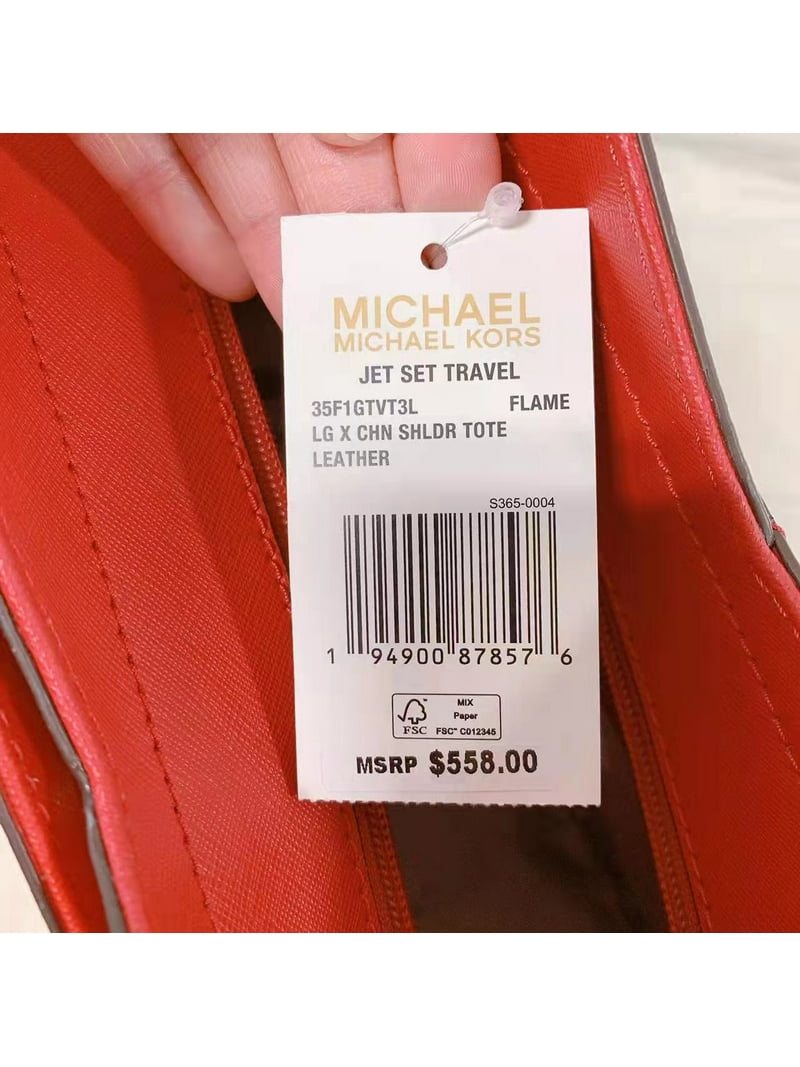 MICHAEL
MICHAEL KORS
JET SET TRAVEL
35F1GTVT3L FLAME
LG X CHN SHLDR TOTE
LEATHER
S365-0004
1 94900 87857 6
MIX
Paper
FSC
FSC™ C012345
MSRP $558.00